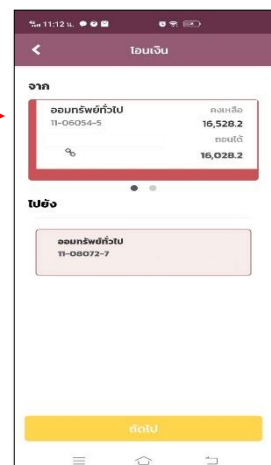 11:12 น.
โอนเงิน
จาก
ออมทรัพย์ทั่วไป คงเหลือ
11-06054-5 16,528.2
ถอนได้
16,028.2
ไปยัง
ออมทรัพย์ทั่วไป
11-08072-7
ถัดไป